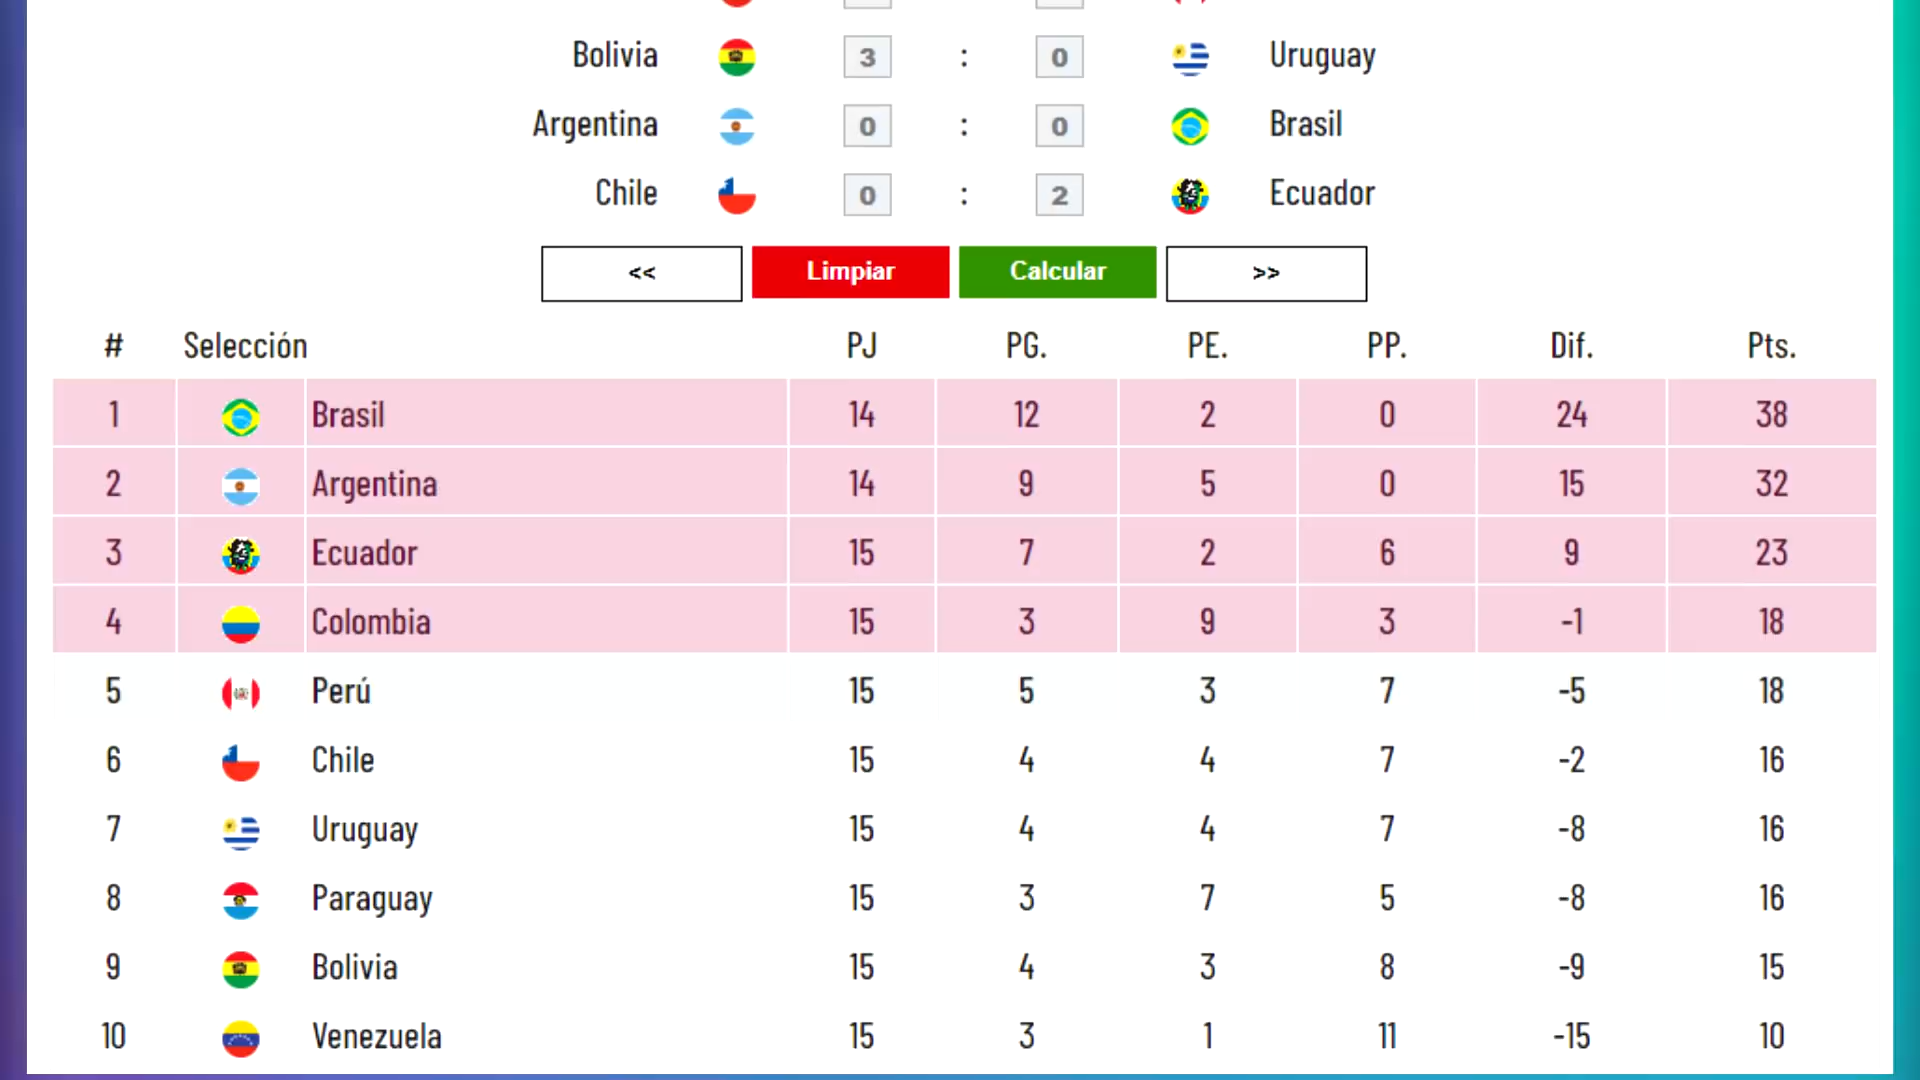 Bolivia 3 : 0 Uruguay
Argentina 0 : 0 Brasil
Chile 0 : 2 Ecuador
<< Limpiar Calcular >>
# Selección PJ PG. PE. PP. Dif. Pts.
1 Brasil 14 12 2 0 24 38
2 Argentina 14 9 5 0 15 32
3 Ecuador 15 7 2 6 9 23
4 Colombia 15 3 9 3 -1 18
5 Perú 15 5 3 7 -5 18
6 Chile 15 4 4 7 -2 16
7 Uruguay 15 4 4 7 -8 16
8 Paraguay 15 3 7 5 -8 16
9 Bolivia 15 4 3 8 -9 15
10 Venezuela 15 3 1 11 -15 10